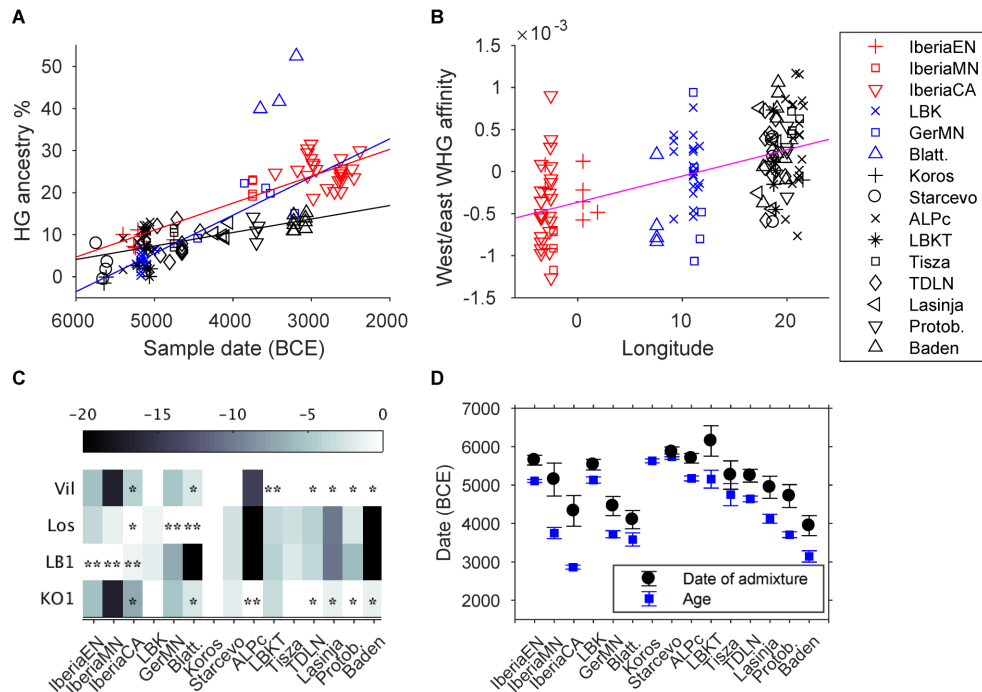 A
HG ancestry %
50
40
30
20
10
0
6000 5000 4000 3000 2000
Sample date (BCE)
B
×10⁻³
West/east WHG affinity
1.5
1
0.5
0
-0.5
-1
-1.5
0 10 20
Longitude
IberiaEN
IberiaMN
IberiaCA
LBK
GerMN
Blatt.
Koros
Starcevo
ALPc
LBKT
Tisza
TDLN
Lasinja
Protob.
Baden
C
−20 −15 −10 −5 0
Vil * * ** * * * *
Los * ** **
LB1 ** ** **
KO1 * * ** * * * *
IberiaEN IberiaMN IberiaCA LBK GerMN Blatt. Koros Starcevo ALPc LBKT Tisza TDLN Lasinja Protob. Baden
D
Date (BCE)
7000
6000
5000
4000
3000
2000
Date of admixture
Age
IberiaEN IberiaMN IberiaCA LBK GerMN Blatt. Koros Starcevo ALPc LBKT Tisza TDLN Lasinja Protob. Baden